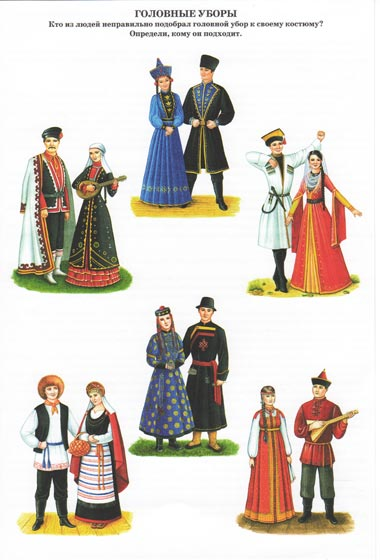 ГОЛОВНЫЕ УБОРЫ
Кто из людей неправильно подобрал головной убор к своему костюму?
Определи, кому он подходит.